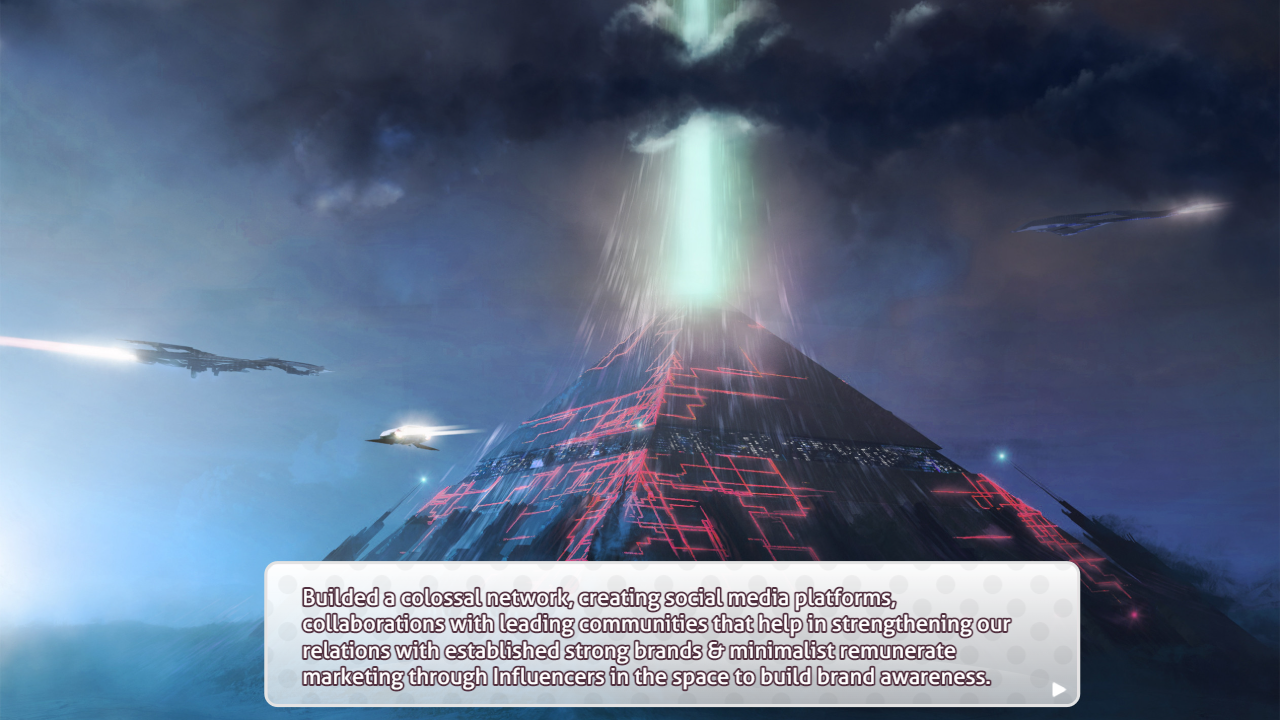 Builded a colossal network, creating social media platforms,
collaborations with leading communities that help in strengthening our
relations with established strong brands & minimalist remunerate
marketing through Influencers in the space to build brand awareness.